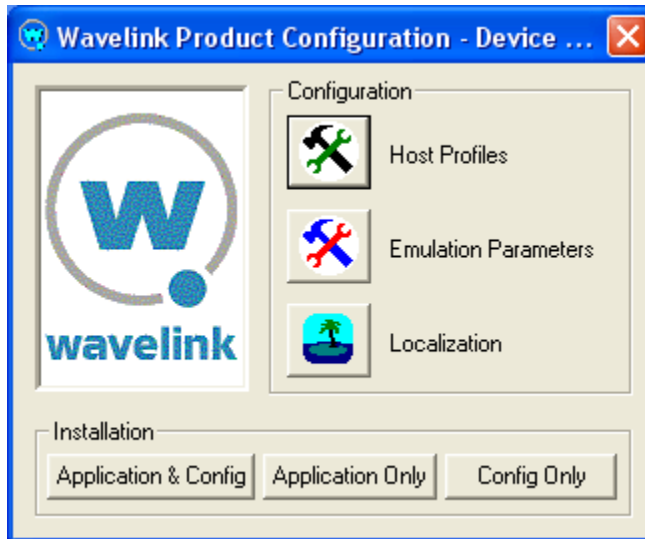 Wavelink Product Configuration - Device ...
wavelink
Configuration
Host Profiles
Emulation Parameters
Localization
Installation
Application & Config
Application Only
Config Only